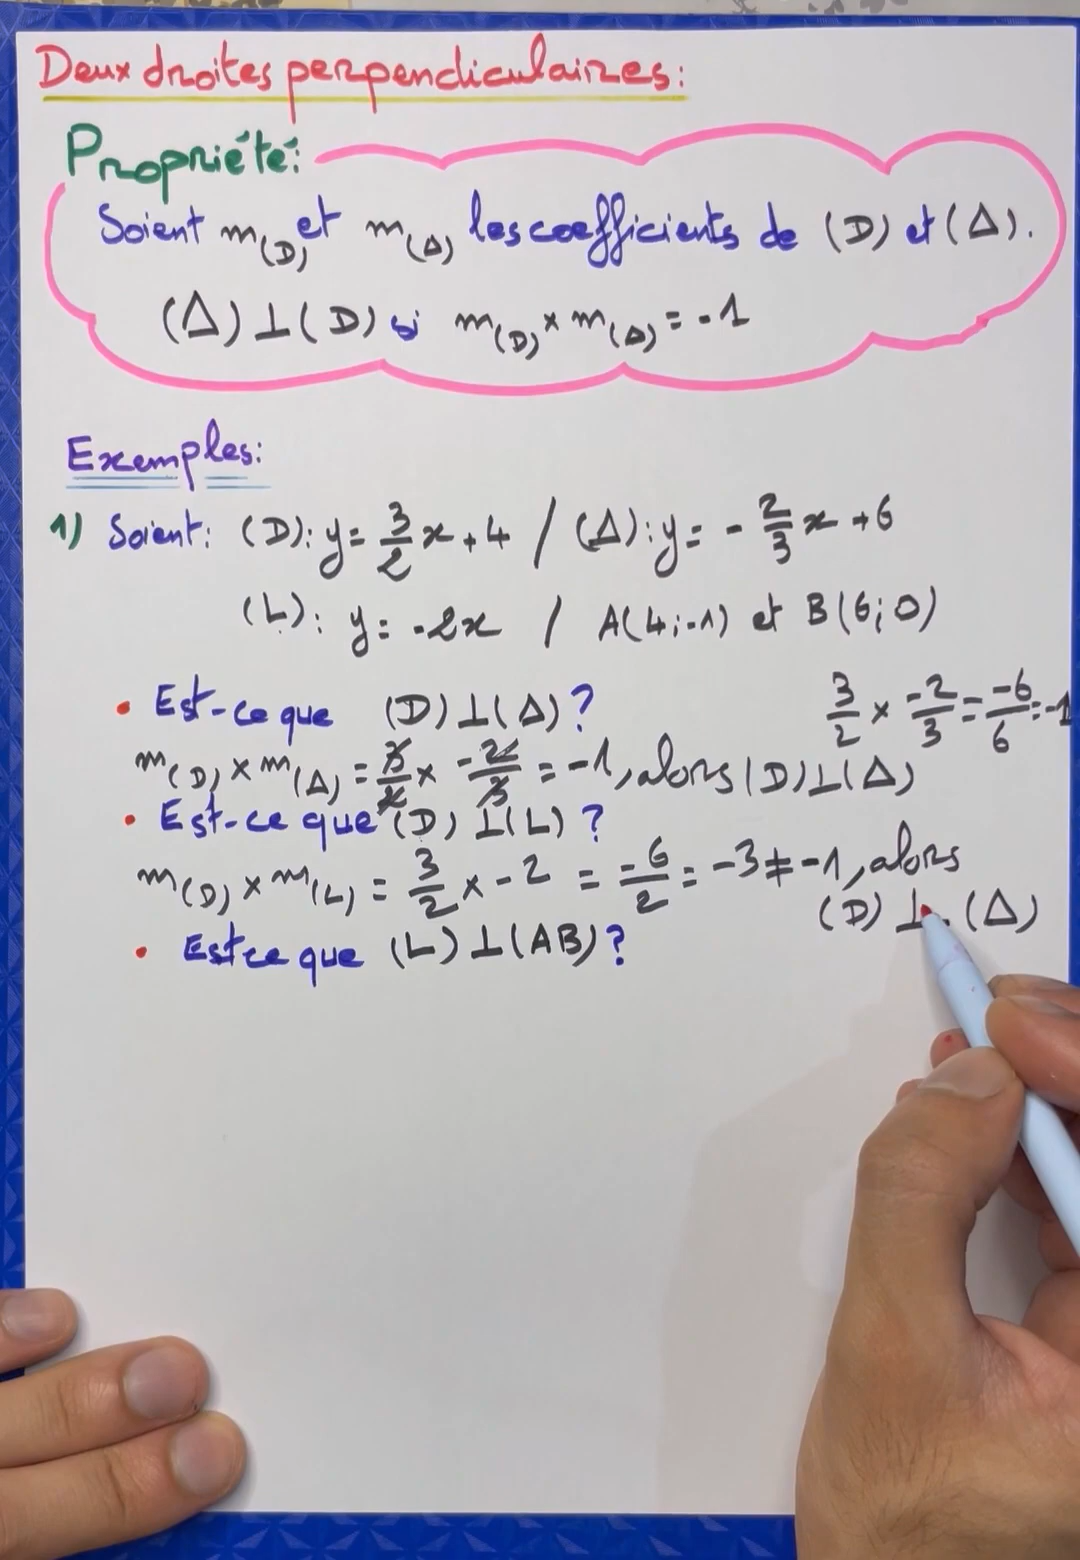 Deux droites perpendiculaires:
Propriété:
Soient m(D) et m(Δ) les coefficients de (D) et (Δ).
(Δ) ⊥ (D) si m(D) × m(Δ) = -1
Exemples:
1) Soient: (D): y = 3/2 x + 4 / (Δ): y = - 2/3 x + 6
(L): y = -2x / A(4;-1) et B(6;0)
• Est-ce que (D) ⊥ (Δ) ?
3/2 × -2/3 = -6/6 = -1
m(D) × m(Δ) = 3/2 × -2/3 = -1, alors (D) ⊥ (Δ)
• Est-ce que (D) ⊥ (L) ?
m(D) × m(L) = 3/2 × -2 = -6/2 = -3 ≠ -1, alors
(D) ⊥ (Δ)
• Est ce que (L) ⊥ (AB) ?